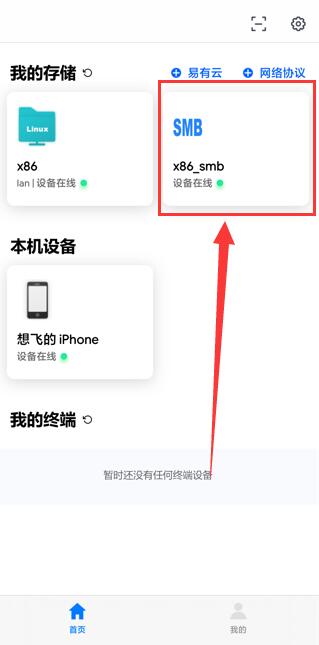 我的存储 易有云 网络协议
Linux
SMB
x86
x86_smb
lan | 设备在线
设备在线
本机设备
想飞的 iPhone
设备在线
我的终端
暂时还没有任何终端设备
首页
我的